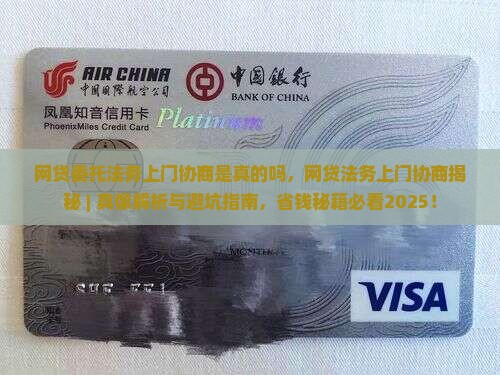 AIR CHINA
中国国际航空公司
中国银行
BANK OF CHINA
凤凰知音信用卡
PhoenixMiles Credit Card
Platinum
网贷委托法务上门协商是真的吗，网贷法务上门协商揭
秘 | 真解析与避坑指南，省钱秘籍必看2025！
VISA